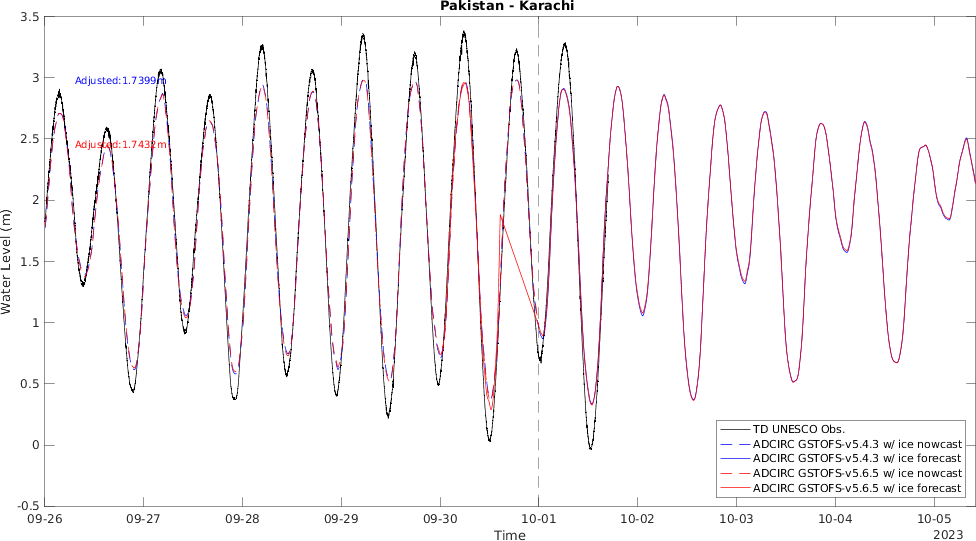 Pakistan - Karachi
3.5
3
2.5
2
1.5
1
0.5
0
-0.5
Water Level (m)
Adjusted:1.7399m
Adjusted:1.7432m
TD UNESCO Obs.
ADCIRC GSTOFS-v5.4.3 w/ ice nowcast
ADCIRC GSTOFS-v5.4.3 w/ ice forecast
ADCIRC GSTOFS-v5.6.5 w/ ice nowcast
ADCIRC GSTOFS-v5.6.5 w/ ice forecast
09-26 09-27 09-28 09-29 09-30 10-01 10-02 10-03 10-04 10-05
Time
2023